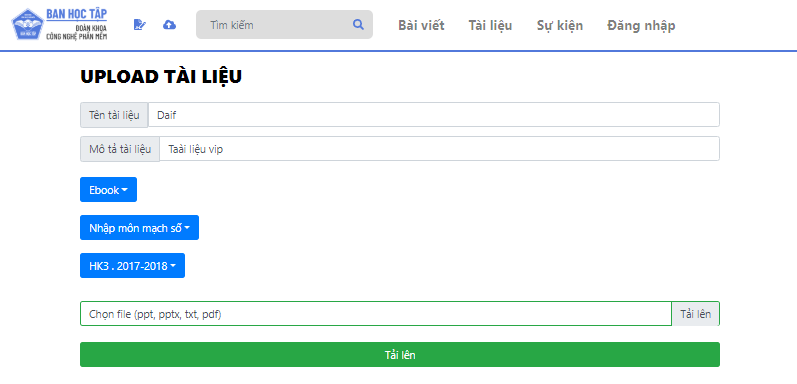 BAN HỌC TẬP
ĐOÀN KHOA
CÔNG NGHỆ PHẦN MỀM
Tìm kiếm
Bài viết
Tài liệu
Sự kiện
Đăng nhập
UPLOAD TÀI LIỆU
Tên tài liệu
Daif
Mô tả tài liệu
Taài liệu vip
Ebook
Nhập môn mạch số
HK3 . 2017-2018
Chọn file (ppt, pptx, txt, pdf)
Tải lên
Tải lên